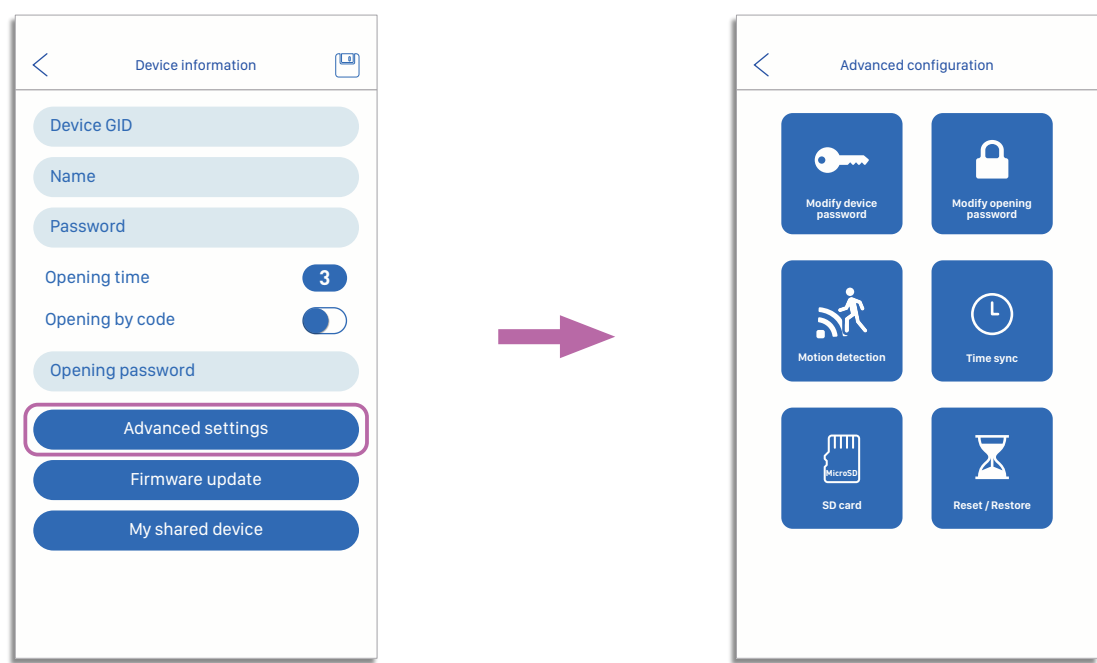 Device information
Device GID
Name
Password
Opening time
3
Opening by code
Opening password
Advanced settings
Firmware update
My shared device
Advanced configuration
Modify device
password
Modify opening
password
Motion detection
Time sync
MicroSD
SD card
Reset / Restore